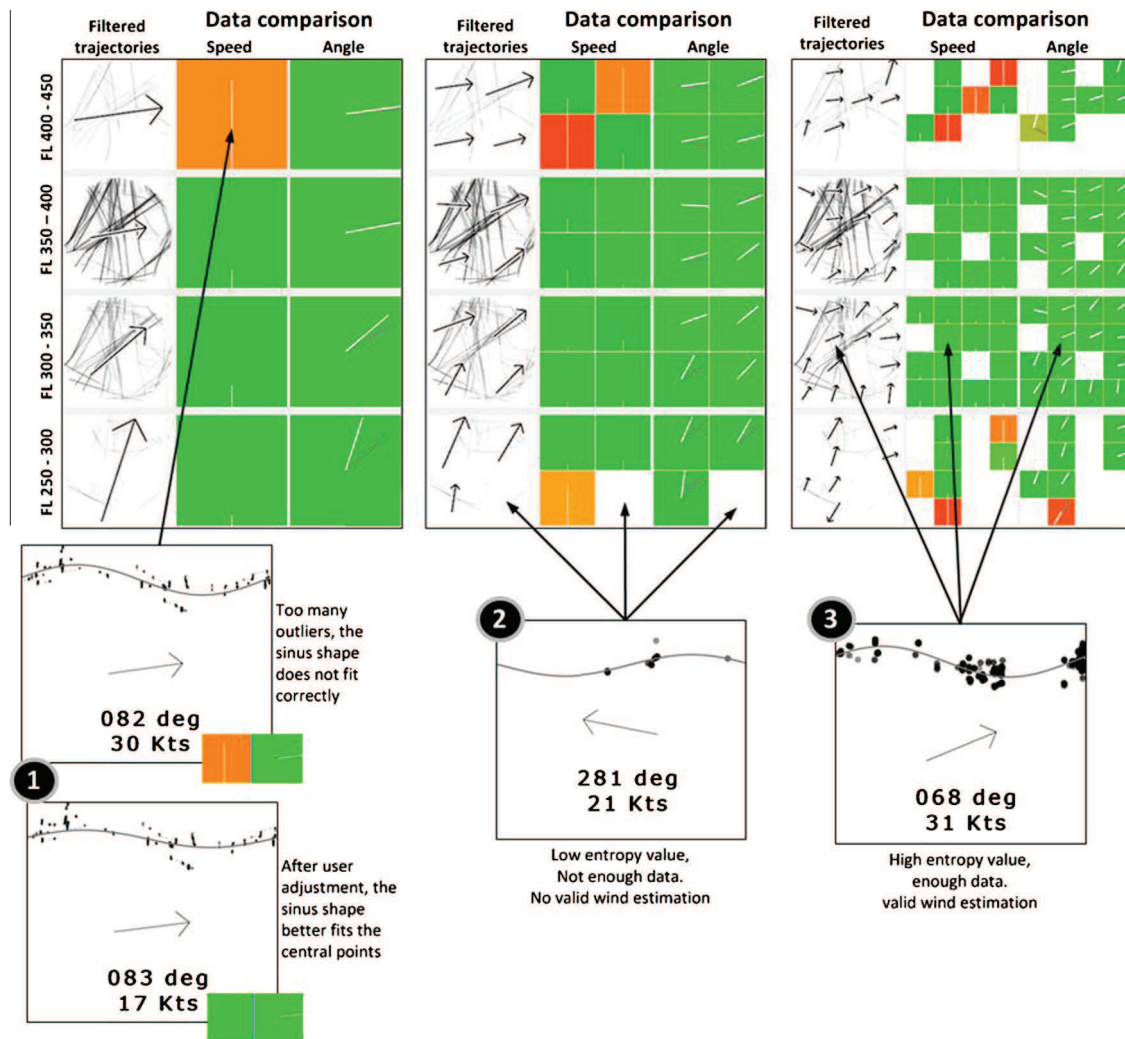 Filtered
trajectories
Data comparison
Speed
Angle
Filtered
trajectories
Data comparison
Speed
Angle
Filtered
trajectories
Data comparison
Speed
Angle
FL 400 - 450
FL 350 – 400
FL 300 - 350
FL 250 - 300
Too many
outliers, the
sinus shape
does not fit
correctly
082 deg
30 Kts
1
After user
adjustment, the
sinus shape
better fits the
central points
083 deg
17 Kts
2
281 deg
21 Kts
Low entropy value,
Not enough data.
No valid wind estimation
3
068 deg
31 Kts
High entropy value,
enough data.
valid wind estimation